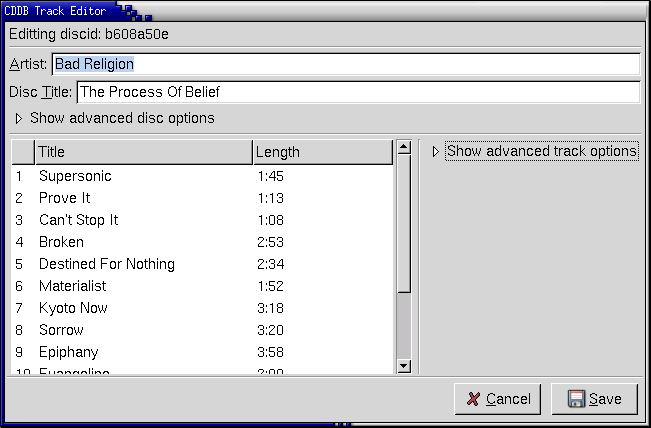 CDDB Track Editor
Editting discid: b608a50e
Artist: Bad Religion
Disc Title: The Process Of Belief
Show advanced disc options
Title Length
Show advanced track options
1 Supersonic 1:45
2 Prove It 1:13
3 Can't Stop It 1:08
4 Broken 2:53
5 Destined For Nothing 2:34
6 Materialist 1:52
7 Kyoto Now 3:18
8 Sorrow 3:20
9 Epiphany 3:58
10 Evangeline
Cancel Save